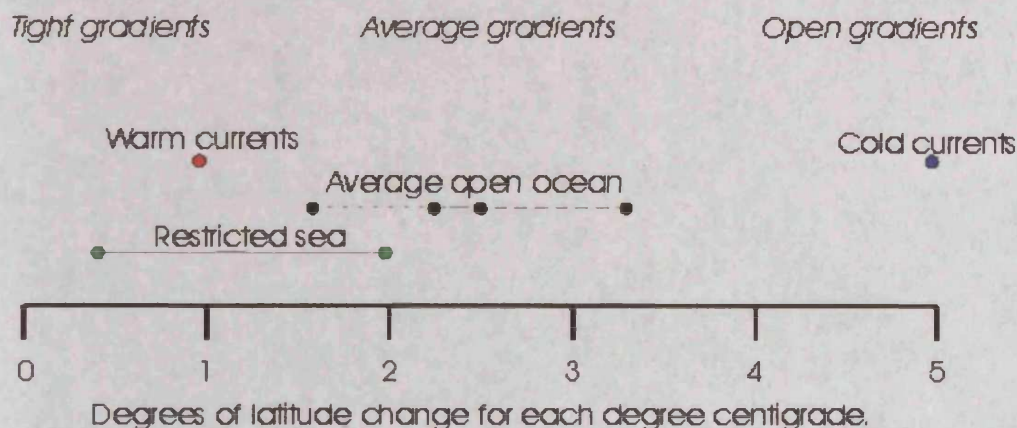 Tight gradients Average gradients Open gradients
Warm currents Cold currents
Average open ocean
Restricted sea
0 1 2 3 4 5
Degrees of latitude change for each degree centigrade.